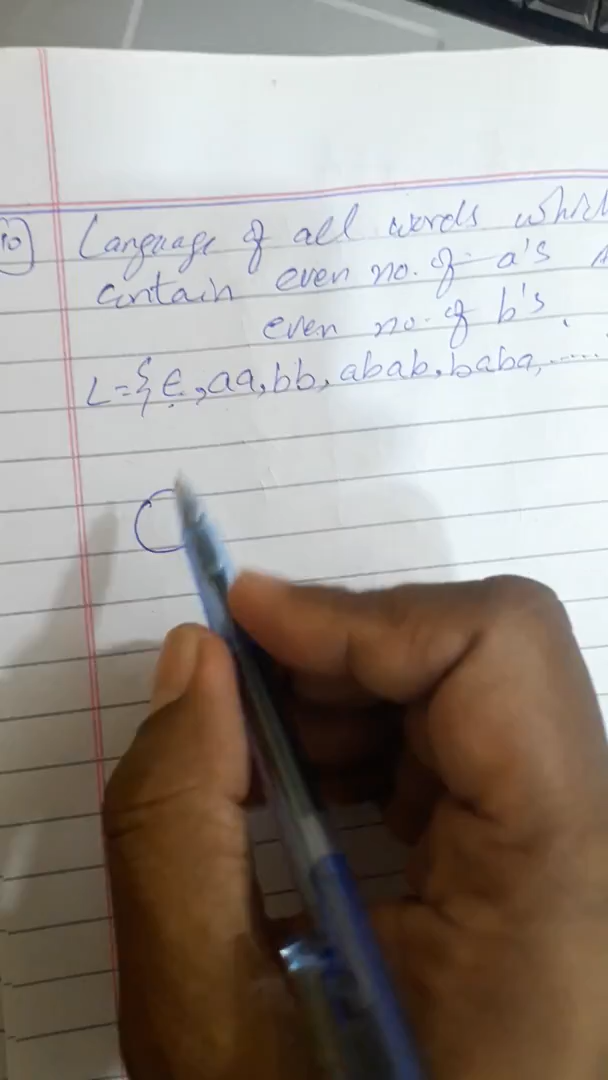 10
Language of all words which
contain even no. of a's
even no. of b's.
L={ϵ, aa, bb, abab, baba, .....